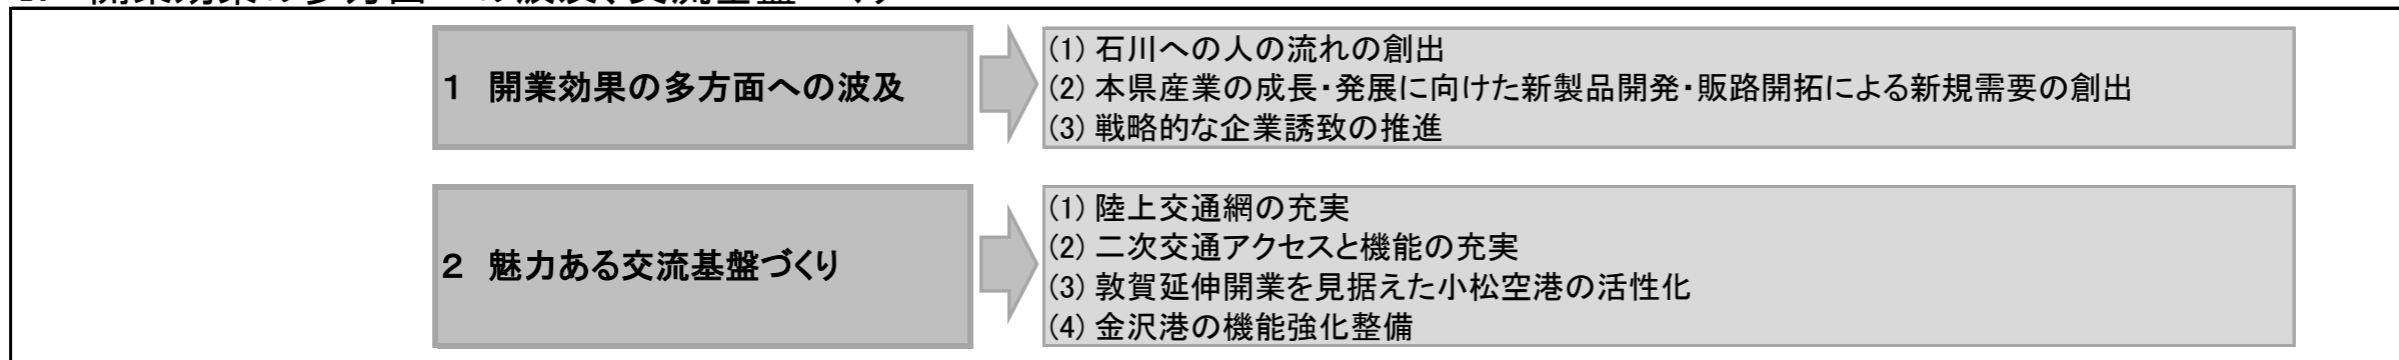 1 開業効果の多方面への波及
(1) 石川への人の流れの創出
(2) 本県産業の成長・発展に向けた新製品開発・販路開拓による新規需要の創出
(3) 戦略的な企業誘致の推進
2 魅力ある交流基盤づくり
(1) 陸上交通網の充実
(2) 二次交通アクセスと機能の充実
(3) 敦賀延伸開業を見据えた小松空港の活性化
(4) 金沢港の機能強化整備